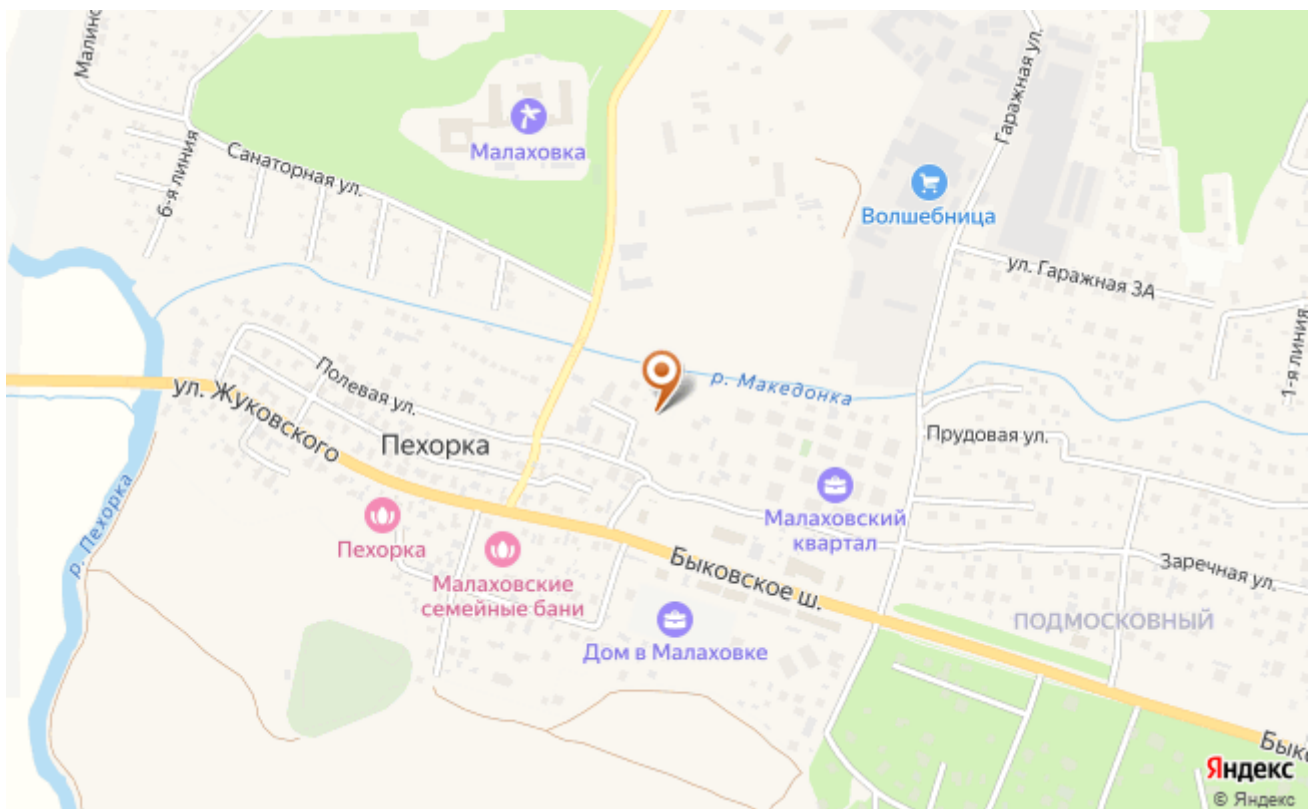 Малино
Гаражная ул.
6-я линия
Санаторная ул.
Малаховка
Волшебница
ул. Гаражная 3А
1-я линия
р. Македонка
Полевая ул.
ул. Жуковского
Пехорка
Прудовая ул.
Малаховский
квартал
р. Пехорка
Пехорка
Малаховские
семейные бани
Быковское ш.
Заречная ул.
ПОДМОСКОВНЫЙ
Дом в Малаховке
Быко
Яндекс
© Яндекс